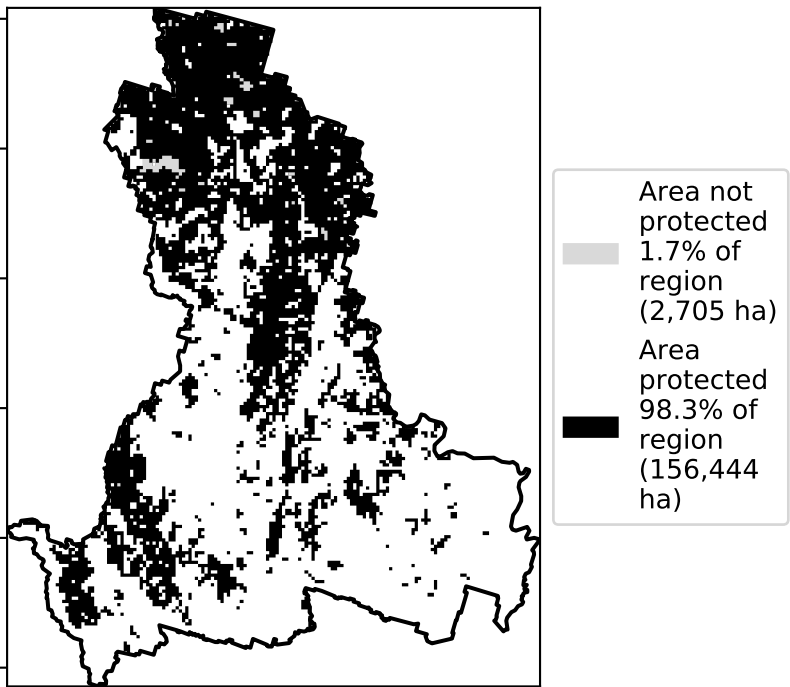 Area not
protected
1.7% of
region
(2,705 ha)
Area
protected
98.3% of
region
(156,444
ha)